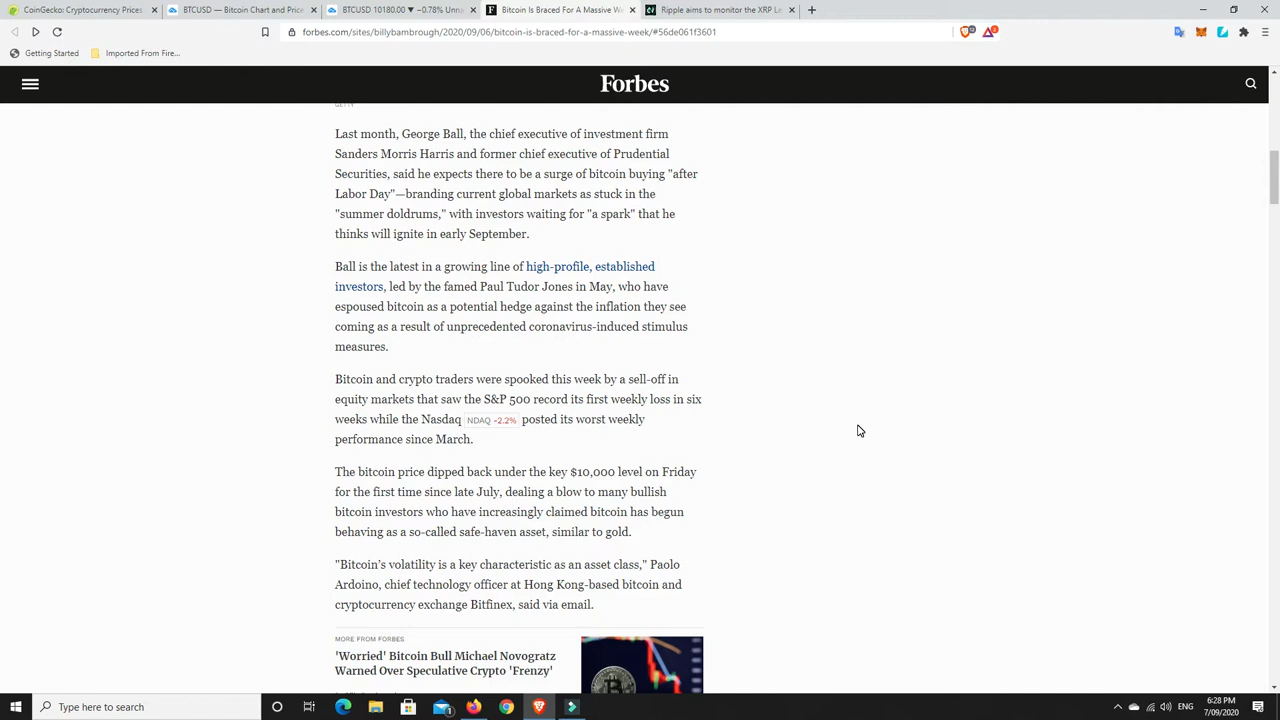 CoinGecko: Cryptocurrency Prices
BTCUSD — Bitcoin Chart and Price
BTCUSD 10180.00 ▼ −0.78% Unna
Bitcoin Is Braced For A Massive We
Ripple aims to monitor the XRP Le
forbes.com/sites/billybambrough/2020/09/06/bitcoin-is-braced-for-a-massive-week/#56de061f3601
Getting Started
Imported From Fire...
Forbes
GETTY
Last month, George Ball, the chief executive of investment firm
Sanders Morris Harris and former chief executive of Prudential
Securities, said he expects there to be a surge of bitcoin buying "after
Labor Day"—branding current global markets as stuck in the
"summer doldrums," with investors waiting for "a spark" that he
thinks will ignite in early September.
Ball is the latest in a growing line of high-profile, established
investors, led by the famed Paul Tudor Jones in May, who have
espoused bitcoin as a potential hedge against the inflation they see
coming as a result of unprecedented coronavirus-induced stimulus
measures.
Bitcoin and crypto traders were spooked this week by a sell-off in
equity markets that saw the S&P 500 record its first weekly loss in six
weeks while the Nasdaq NDAQ -2.2% posted its worst weekly
performance since March.
The bitcoin price dipped back under the key $10,000 level on Friday
for the first time since late July, dealing a blow to many bullish
bitcoin investors who have increasingly claimed bitcoin has begun
behaving as a so-called safe-haven asset, similar to gold.
"Bitcoin's volatility is a key characteristic as an asset class," Paolo
Ardoino, chief technology officer at Hong Kong-based bitcoin and
cryptocurrency exchange Bitfinex, said via email.
MORE FROM FORBES
'Worried' Bitcoin Bull Michael Novogratz
Warned Over Speculative Crypto 'Frenzy'
Type here to search
ENG
6:28 PM
7/09/2020